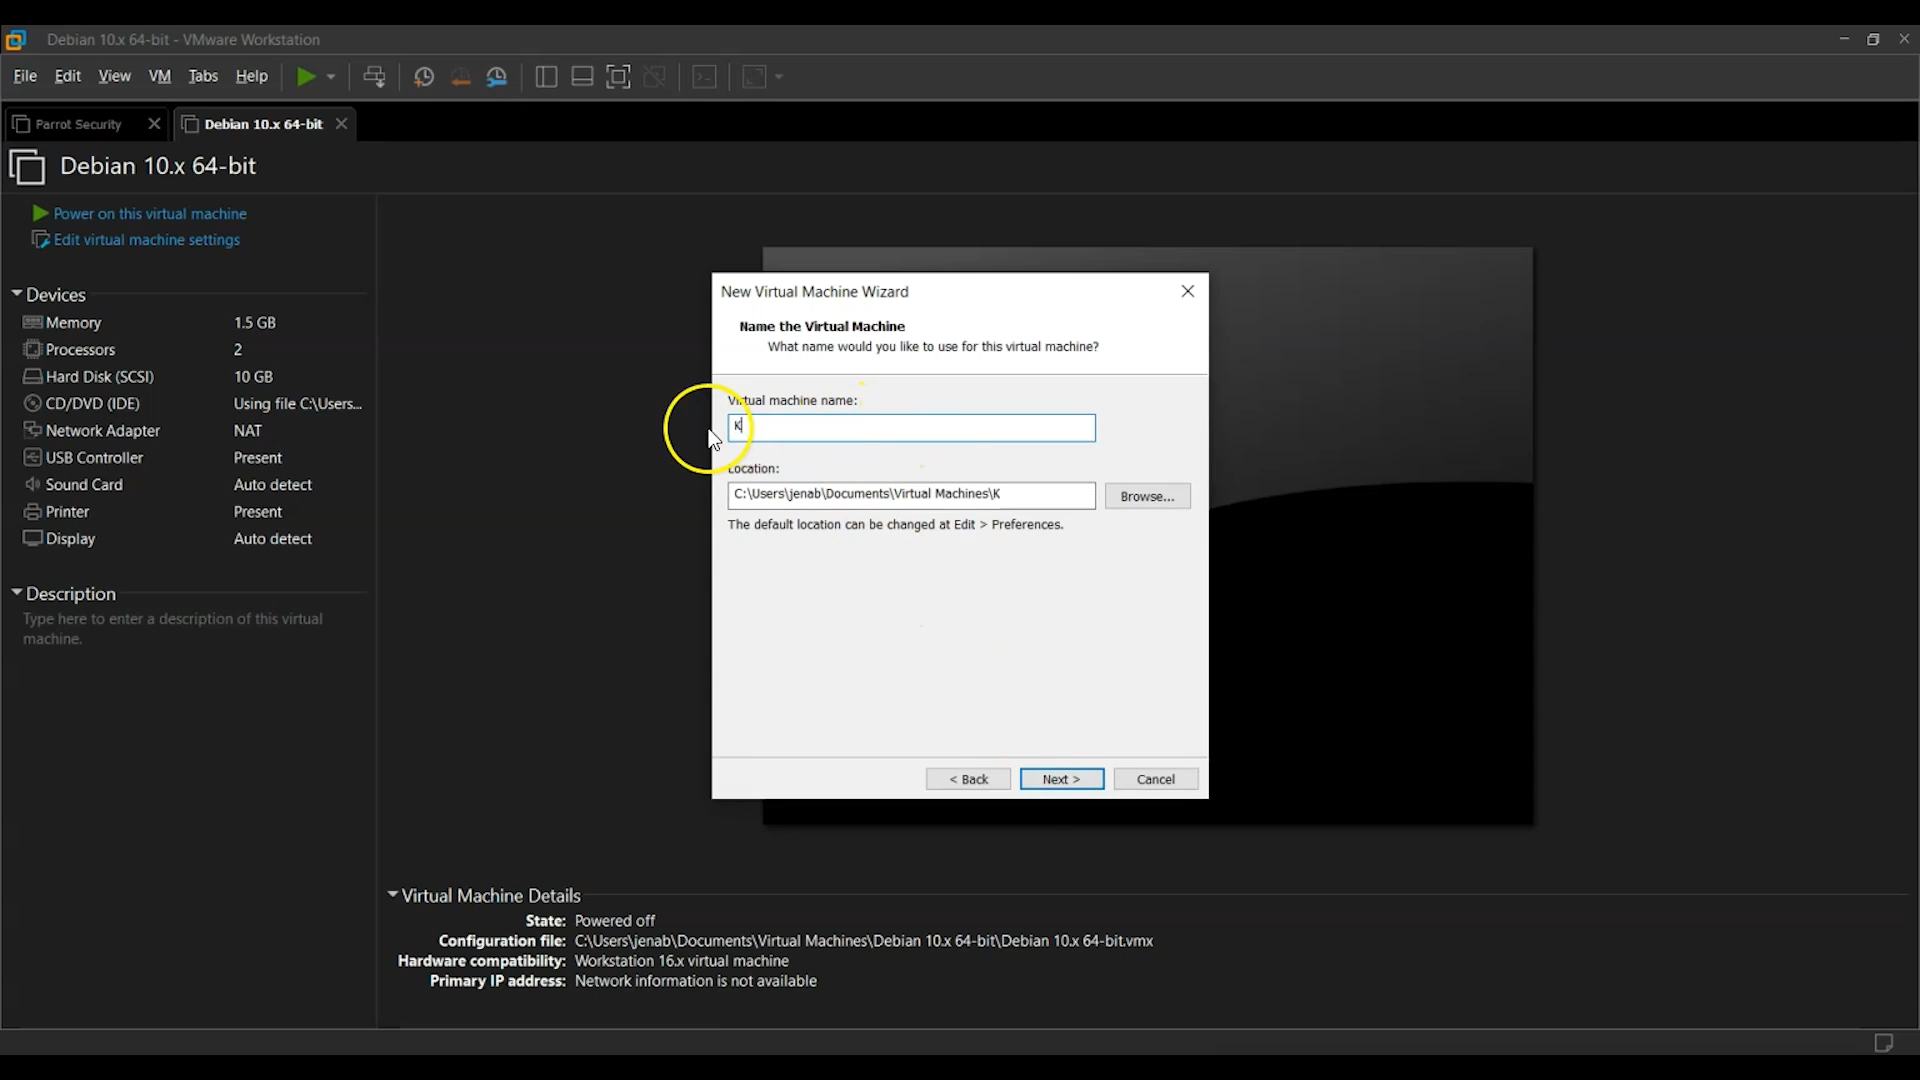 Debian 10.x 64-bit - VMware Workstation
File Edit View VM Tabs Help
Parrot Security Debian 10.x 64-bit
Debian 10.x 64-bit
Power on this virtual machine
Edit virtual machine settings
Devices
Memory 1.5 GB
Processors 2
Hard Disk (SCSI) 10 GB
CD/DVD (IDE) Using file C:\Users...
Network Adapter NAT
USB Controller Present
Sound Card Auto detect
Printer Present
Display Auto detect
Description
Type here to enter a description of this virtual
machine.
New Virtual Machine Wizard
Name the Virtual Machine
What name would you like to use for this virtual machine?
Virtual machine name:
K
Location:
C:\Users\jenab\Documents\Virtual Machines\K
Browse...
The default location can be changed at Edit > Preferences.
< Back Next > Cancel
Virtual Machine Details
State: Powered off
Configuration file: C:\Users\jenab\Documents\Virtual Machines\Debian 10.x 64-bit\Debian 10.x 64-bit.vmx
Hardware compatibility: Workstation 16.x virtual machine
Primary IP address: Network information is not available